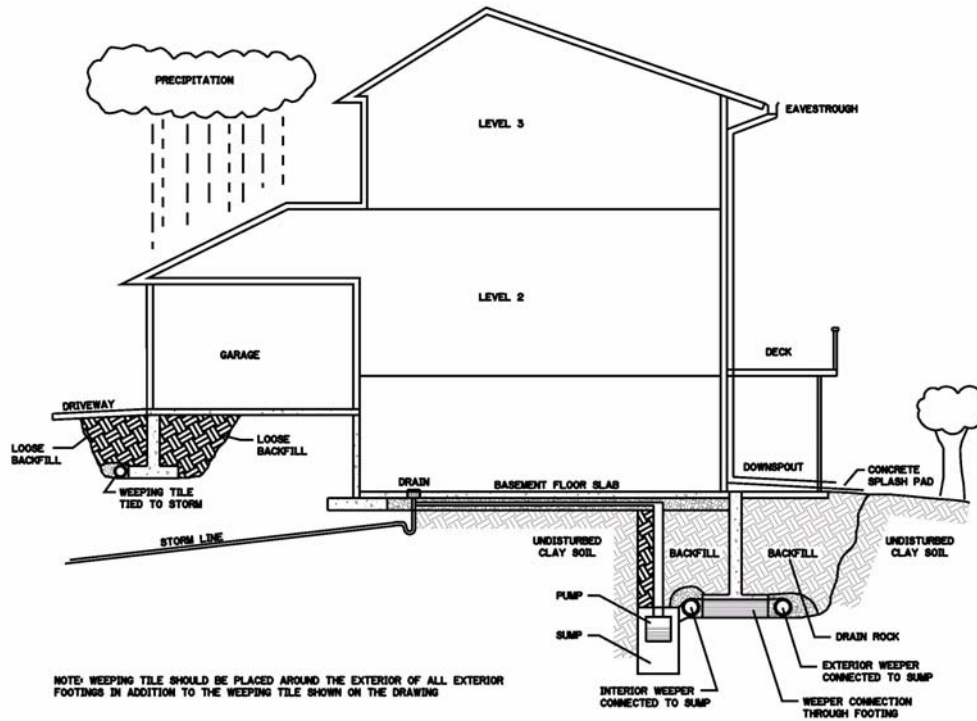 PRECIPITATION
LEVEL 3
EAVESTROUGH
LEVEL 2
GARAGE
DECK
DRIVEWAY
LOOSE
BACKFILL
LOOSE
BACKFILL
WEEPING TILE
TIED TO STORM
DRAIN
BASEMENT FLOOR SLAB
DOWNSPOUT
CONCRETE
SPLASH PAD
STORM LINE
UNDISTURBED
CLAY SOIL
BACKFILL
BACKFILL
UNDISTURBED
CLAY SOIL
PUMP
SUMP
DRAIN ROCK
INTERIOR WEEPER
CONNECTED TO SUMP
EXTERIOR WEEPER
CONNECTED TO SUMP
WEEPER CONNECTION
THROUGH FOOTING
NOTE: WEEPING TILE SHOULD BE PLACED AROUND THE EXTERIOR OF ALL EXTERIOR
FOOTINGS IN ADDITION TO THE WEEPING TILE SHOWN ON THE DRAWING